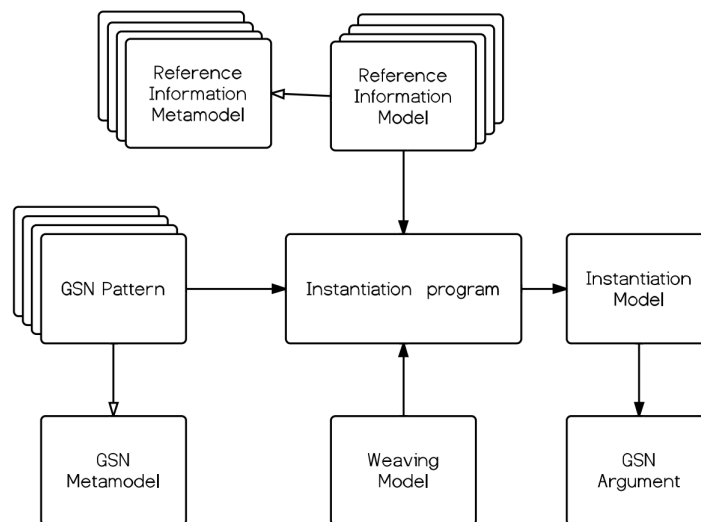 Reference
Information
Metamodel
Reference
Information
Model
GSN Pattern
Instantiation program
Instantiation
Model
GSN
Metamodel
Weaving
Model
GSN
Argument